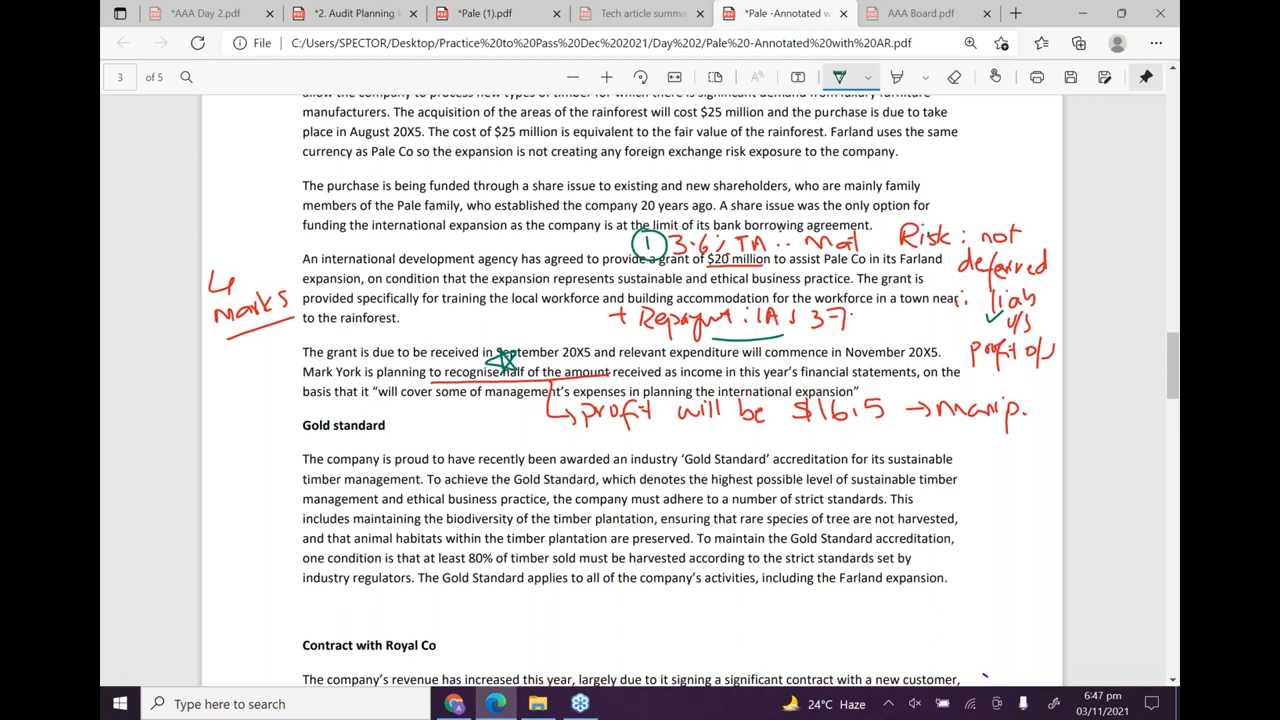 *AAA Day 2.pdf
*2. Audit Planning k
*Pale (1).pdf
Tech article summa
*Pale -Annotated w
AAA Board.pdf
File C:/Users/SPECTOR/Desktop/Practice%20to%20Pass%20Dec%202021/Day%202/Pale%20-Annotated%20with%20AR.pdf
3 of 5
allow the company to process new types of timber for which there is significant demand from luxury furniture
manufacturers. The acquisition of the areas of the rainforest will cost $25 million and the purchase is due to take
place in August 20X5. The cost of $25 million is equivalent to the fair value of the rainforest. Farland uses the same
currency as Pale Co so the expansion is not creating any foreign exchange risk exposure to the company.
The purchase is being funded through a share issue to existing and new shareholders, who are mainly family
members of the Pale family, who established the company 20 years ago. A share issue was the only option for
funding the international expansion as the company is at the limit of its bank borrowing agreement.
1 3.6% TA ∴ Mat
Risk: not
deferred
∴ liab
u/s
profit o/s
An international development agency has agreed to provide a grant of $20 million to assist Pale Co in its Farland
expansion, on condition that the expansion represents sustainable and ethical business practice. The grant is
provided specifically for training the local workforce and building accommodation for the workforce in a town near
to the rainforest.
4
marks
+ Repaymt: IAS 37.
The grant is due to be received in September 20X5 and relevant expenditure will commence in November 20X5.
Mark York is planning to recognise half of the amount received as income in this year's financial statements, on the
basis that it "will cover some of management's expenses in planning the international expansion"
profit will be $16.5 → manip.
Gold standard
The company is proud to have recently been awarded an industry 'Gold Standard' accreditation for its sustainable
timber management. To achieve the Gold Standard, which denotes the highest possible level of sustainable timber
management and ethical business practice, the company must adhere to a number of strict standards. This
includes maintaining the biodiversity of the timber plantation, ensuring that rare species of tree are not harvested,
and that animal habitats within the timber plantation are preserved. To maintain the Gold Standard accreditation,
one condition is that at least 80% of timber sold must be harvested according to the strict standards set by
industry regulators. The Gold Standard applies to all of the company's activities, including the Farland expansion.
Contract with Royal Co
The company's revenue has increased this year, largely due to it signing a significant contract with a new customer,
Type here to search
24°C Haze
6:47 pm
03/11/2021